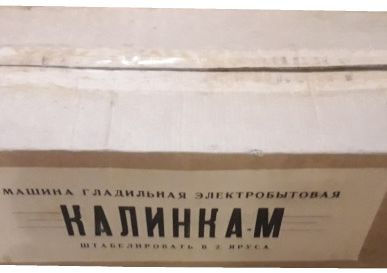 МАШИНА ГЛАДИЛЬНАЯ ЭЛЕКТРОБЫТОВАЯ
КАЛИНКА-М
ШТАБЕЛИРОВАТЬ В 2 ЯРУСА